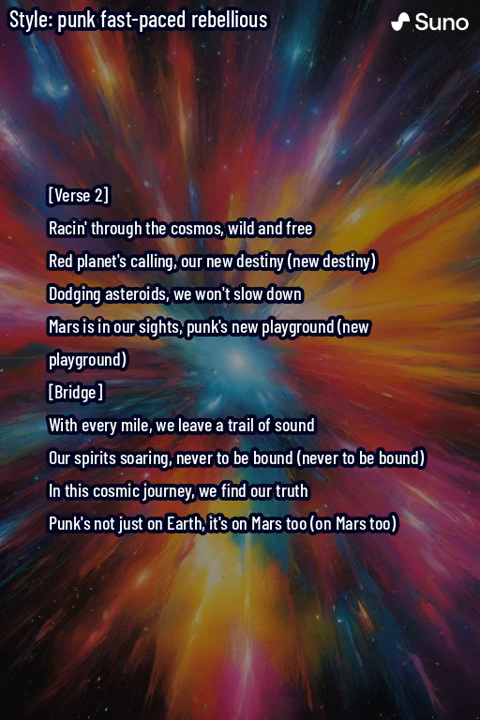 Style: punk fast-paced rebellious
Suno
[Verse 2]
Racin' through the cosmos, wild and free
Red planet's calling, our new destiny (new destiny)
Dodging asteroids, we won't slow down
Mars is in our sights, punk's new playground (new
playground)
[Bridge]
With every mile, we leave a trail of sound
Our spirits soaring, never to be bound (never to be bound)
In this cosmic journey, we find our truth
Punk's not just on Earth, it's on Mars too (on Mars too)